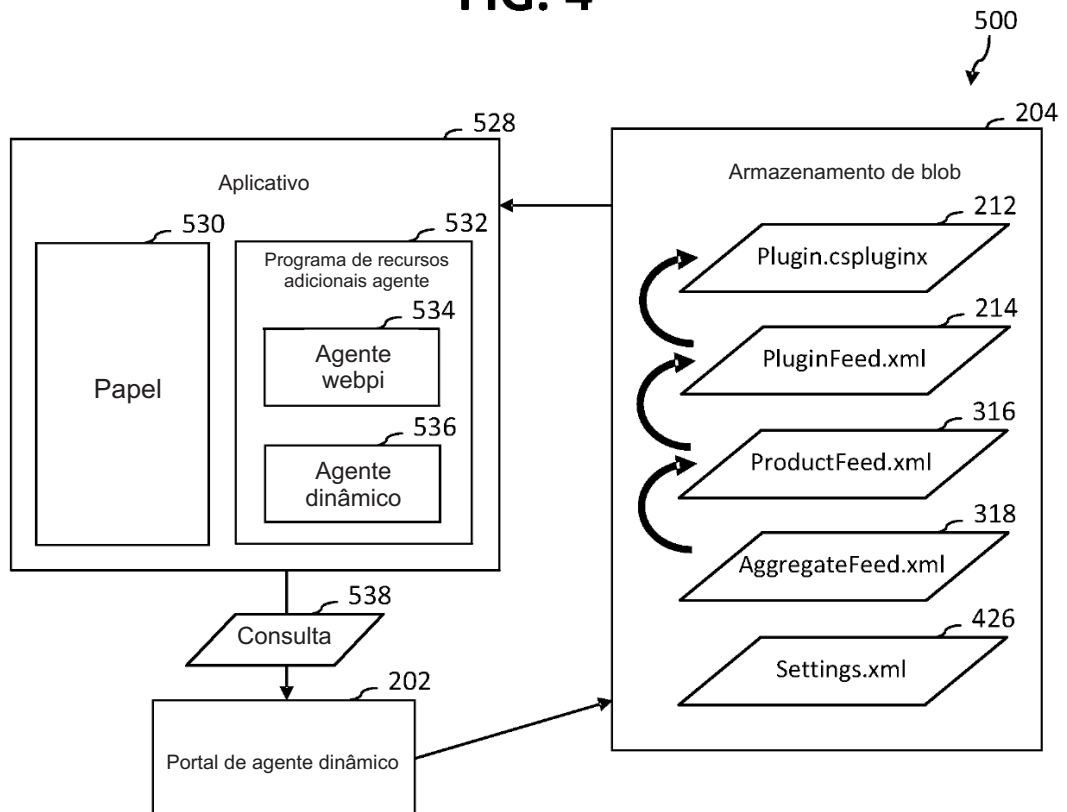 FIG. 4
500
528
Aplicativo
530
Papel
532
Programa de recursos
adicionais agente
534
Agente
webpi
536
Agente
dinâmico
204
Armazenamento de blob
212
Plugin.cspluginx
214
PluginFeed.xml
316
ProductFeed.xml
318
AggregateFeed.xml
426
Settings.xml
538
Consulta
202
Portal de agente dinâmico